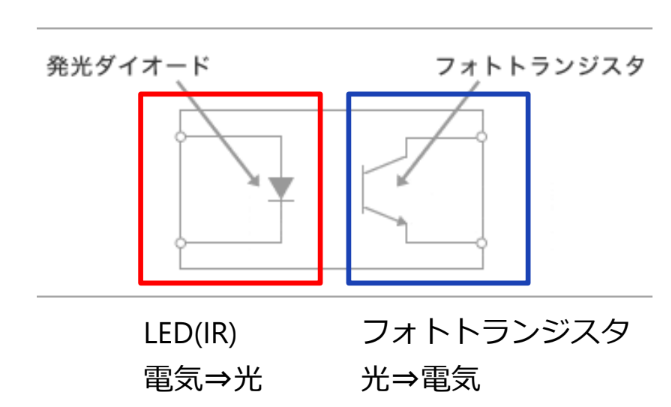 発光ダイオード
フォトトランジスタ
LED(IR)
電気⇒光
フォトトランジスタ
光⇒電気